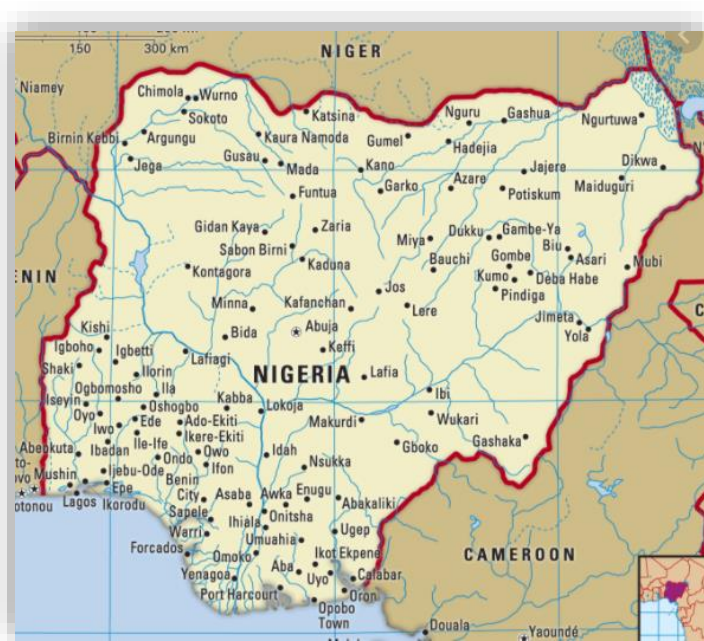 150
300 km
NIGER
Niamey
Chimola
Wurno
Katsina
Sokoto
Nguru
Gashua
Ngurtuwa
Birnin Kebbi
Argungu
Kaura Namoda
Gumel
Hadejia
Jega
Gusau
Mada
Kano
Jajere
Dikwa
Funtua
Garko
Azare
Potiskum
Maiduguri
Gidan Kaya
Zaria
Miya
Dukku
Gambe-Ya
Biu
Sabon Birni
Kaduna
Bauchi
Gombe
Asari
Mubi
ENIN
Kontagora
Kumo
Deba Habe
Jos
Pindiga
Minna
Kafanchan
Lere
Jimeta
Kishi
Bida
Abuja
Yola
Igboho
Igbetti
Lafiagi
Keffi
Shaki
Ilorin
NIGERIA
Lafia
Ogbomosho
Ila
Iseyin
Kabba
Ibi
Oyo
Oshogbo
Lokoja
Wukari
Iwo
Ede
Ado-Ekiti
Makurdi
Ikere-Ekiti
Gashaka
Abeokuta
Ibadan
Ile-Ife
Owo
Idah
Gboko
to-
Ondo
Ifon
Nsukka
ovo
Mushin
Ijebu-Ode
Benin
City
Enugu
otonou
Lagos
Epe
Ikorodu
Asaba
Awka
Abakaliki
Sapele
Onitsha
Ihiala
Warri
Ugep
Umuahia
Forcados
Omoko
Ikot Ekpene
CAMEROON
Aba
Yenagoa
Uyo
Calabar
Port Harcourt
Oron
Opobo
Town
Douala
Yaoundé